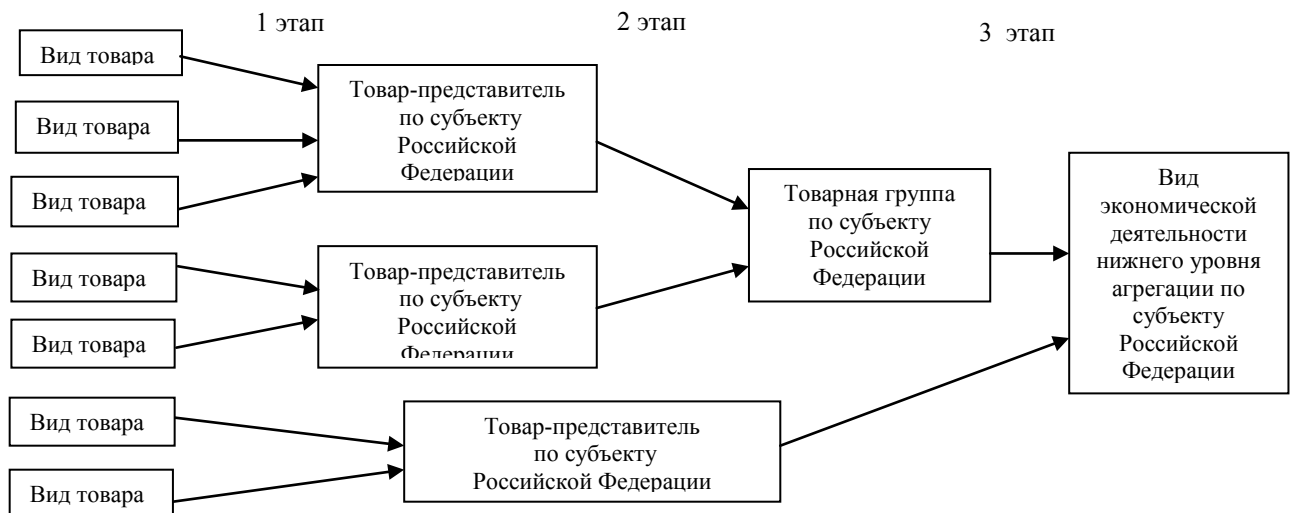 1 этап
2 этап
3 этап
Вид товара
Вид товара
Вид товара
Вид товара
Вид товара
Вид товара
Вид товара
Товар-представитель
по субъекту
Российской
Федерации
Товар-представитель
по субъекту
Российской
Федерации
Товар-представитель
по субъекту
Российской Федерации
Товарная группа
по субъекту
Российской
Федерации
Вид
экономической
деятельности
нижнего уровня
агрегации по
субъекту
Российской
Федерации